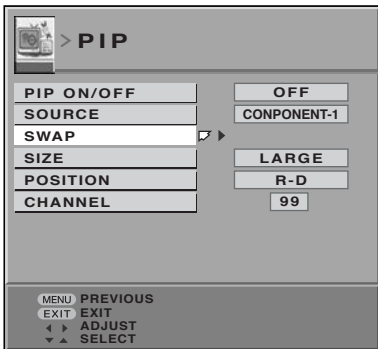 > PIP
PIP ON/OFF OFF
SOURCE CONPONENT-1
SWAP
SIZE LARGE
POSITION R-D
CHANNEL 99
MENU PREVIOUS
EXIT EXIT
ADJUST
SELECT